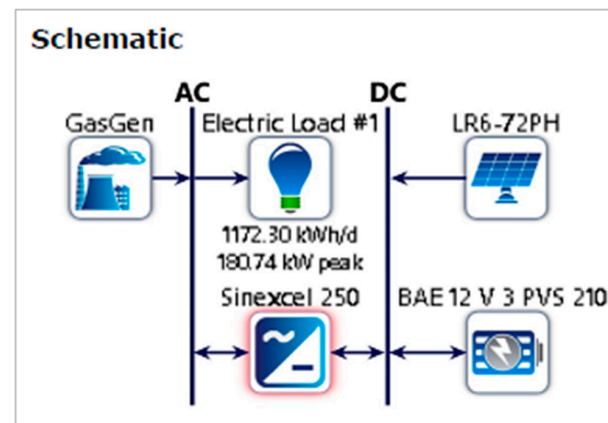 Schematic
AC DC
GasGen Electric Load #1 LR6-72PH
1172.30 kWh/d
180.74 kW peak
Sinexcel 250 BAE 12 V 3 PVS 210